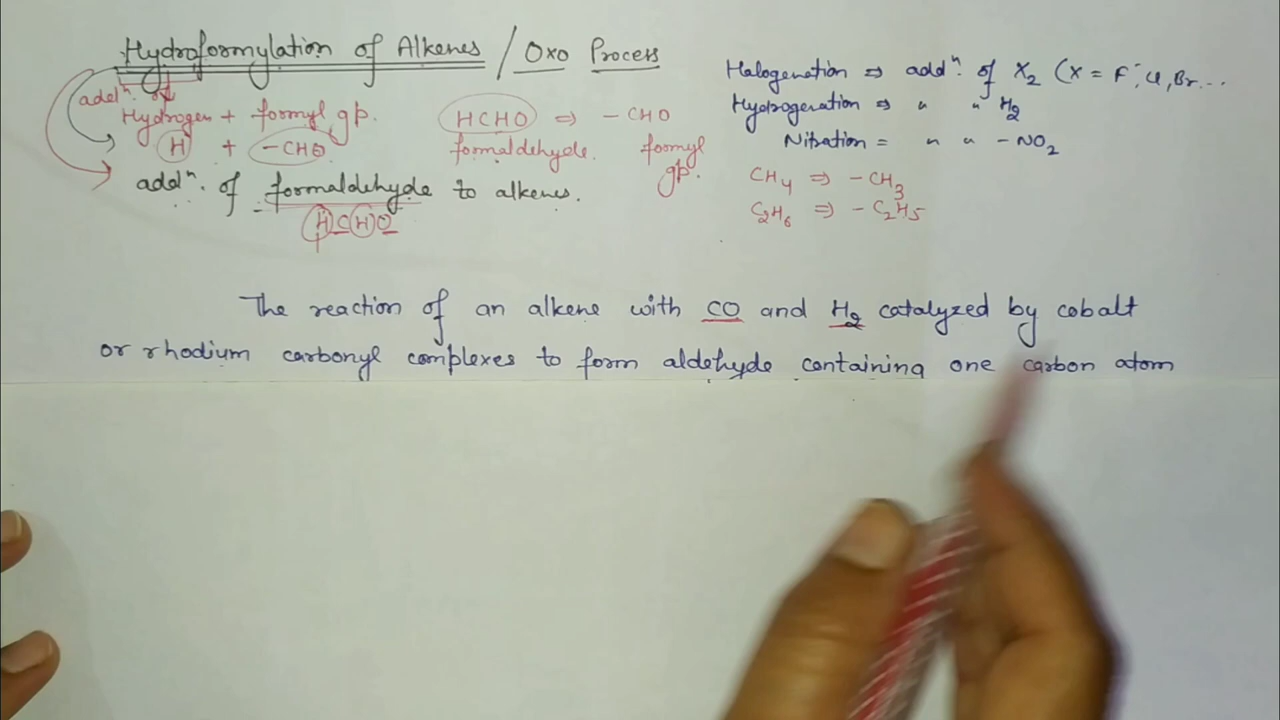 Hydroformylation of Alkenes / Oxo Process
addnl. of
Hydrogen + formyl gp.
H + -CHO
addⁿ. of formaldehyde to alkenes.
HCHO
HCHO ⇒ -CHO
formaldehyde. formyl gp.
Halogenation ⇒ addⁿ. of X₂ (X = F, Cl, Br...
Hydrogenation ⇒ " " H₂
Nitration = " " -NO₂
CH₄ ⇒ -CH₃
C₂H₆ ⇒ -C₂H₅
The reaction of an alkene with CO and H₂ catalyzed by cobalt
or rhodium carbonyl complexes to form aldehyde containing one carbon atom